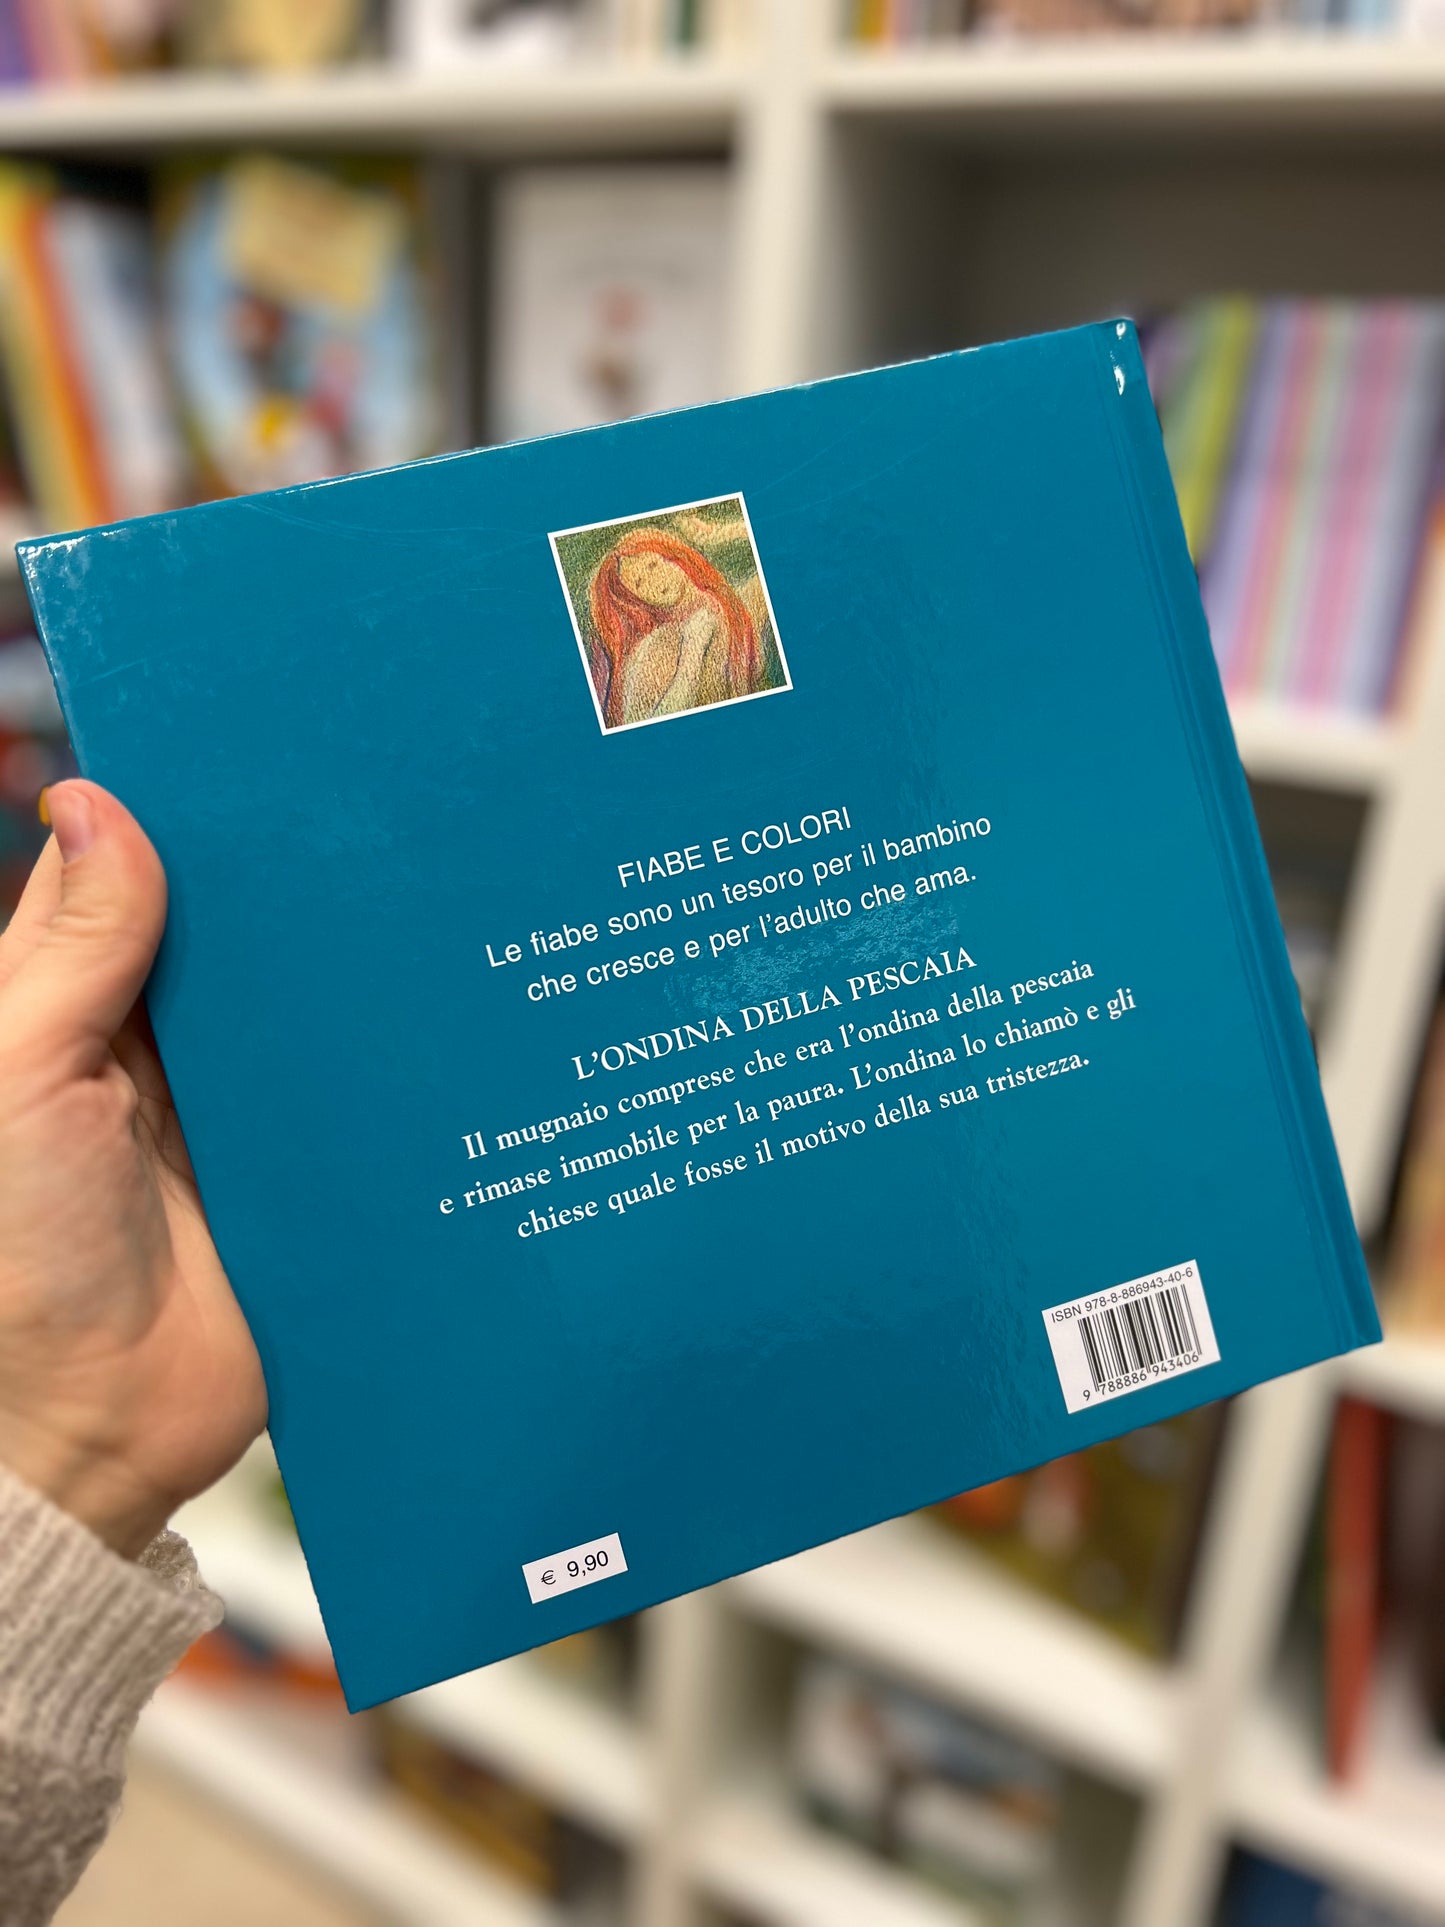 FIABE E COLORI
Le fiabe sono un tesoro per il bambino
che cresce e per l'adulto che ama.
L'ONDINA DELLA PESCAIA
Il mugnaio comprese che era l'ondina della pescaia
e rimase immobile per la paura. L'ondina lo chiamò e gli
chiese quale fosse il motivo della sua tristezza.
ISBN 978-8-886943-40-6
9 788886 943406
€ 9,90